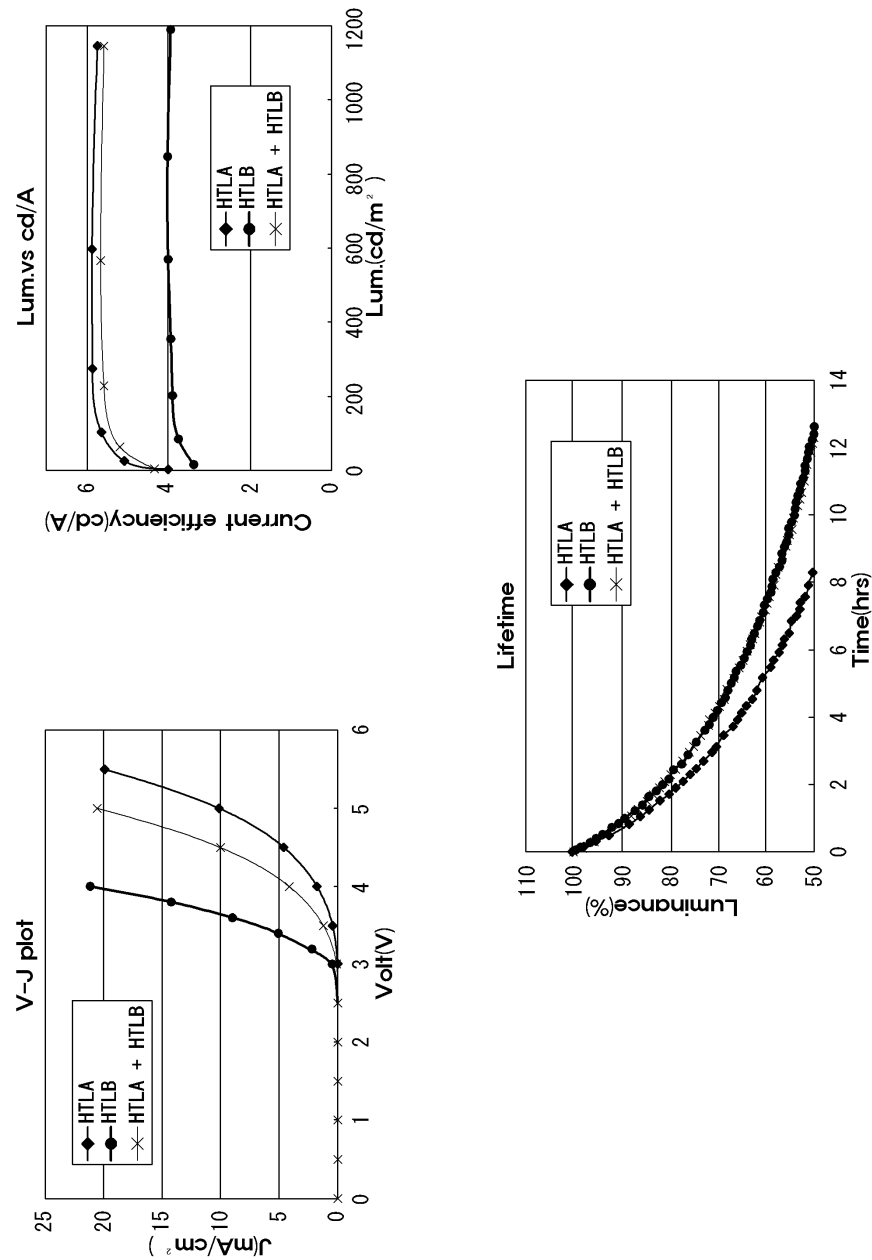 V-J plot
25
20
15
10
5
0
J(mA/cm²)
0
1
2
3
4
5
6
Volt(V)
HTLA
HTLB
HTLA + HTLB
Lum.vs cd/A
6
4
2
0
Current efficiency(cd/A)
0
200
400
600
800
1000
1200
Lum.(cd/m²)
HTLA
HTLB
HTLA + HTLB
Lifetime
110
100
90
80
70
60
50
Luminance(%)
0
2
4
6
8
10
12
14
Time(hrs)
HTLA
HTLB
HTLA + HTLB